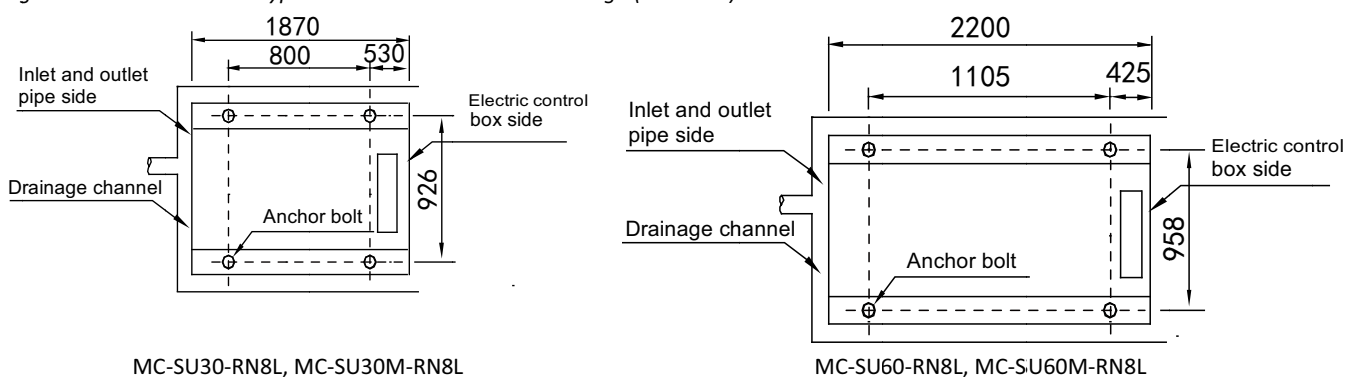 1870
800
530
Inlet and outlet
pipe side
Electric control
box side
926
Drainage channel
Anchor bolt
MC-SU30-RN8L, MC-SU30M-RN8L
2200
1105
425
Inlet and outlet
pipe side
Electric control
box side
958
Drainage channel
Anchor bolt
MC-SU60-RN8L, MC-SU60M-RN8L